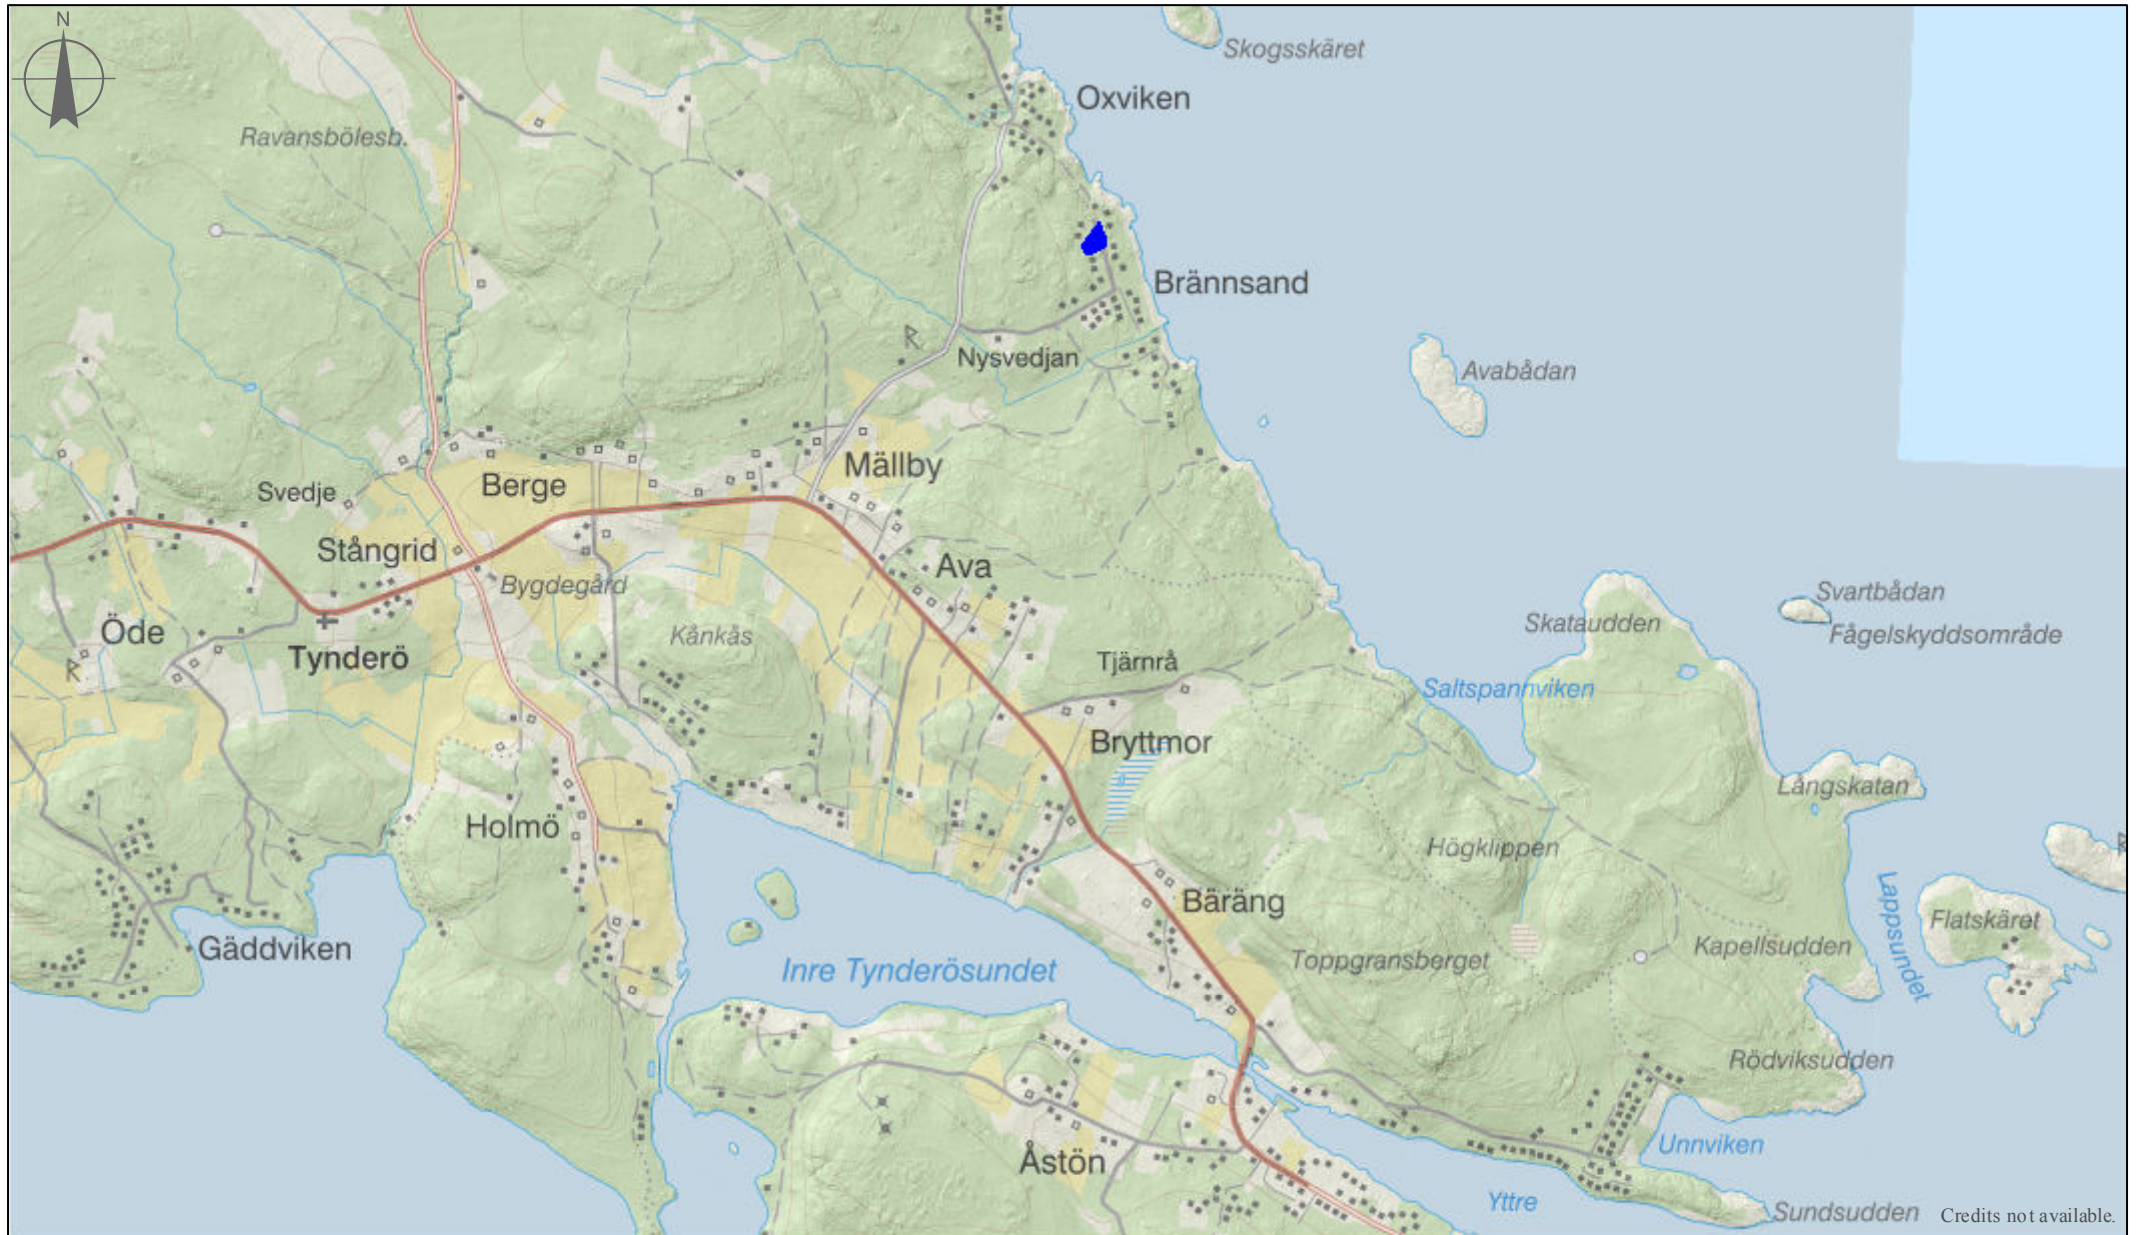 N
Skogsskäret
Oxviken
Ravansbölesb.
Brännsand
Nysvedjan
Avabådan
Mällby
Berge
Svedje
Stångrid
Ava
Bygdegård
Svartbådan
Fågelskyddsområde
Skataudden
Öde
Kånkås
Tynderö
Tjärnrå
Saltspannviken
Bryttmor
Långskatan
Holmö
Högklippen
Bäräng
Lappsundet
Flatskäret
Gäddviken
Kapellsudden
Toppgransberget
Inre Tynderösundet
Rödviksudden
Unnviken
Åstön
Yttre
Sundsudden
Credits not available.